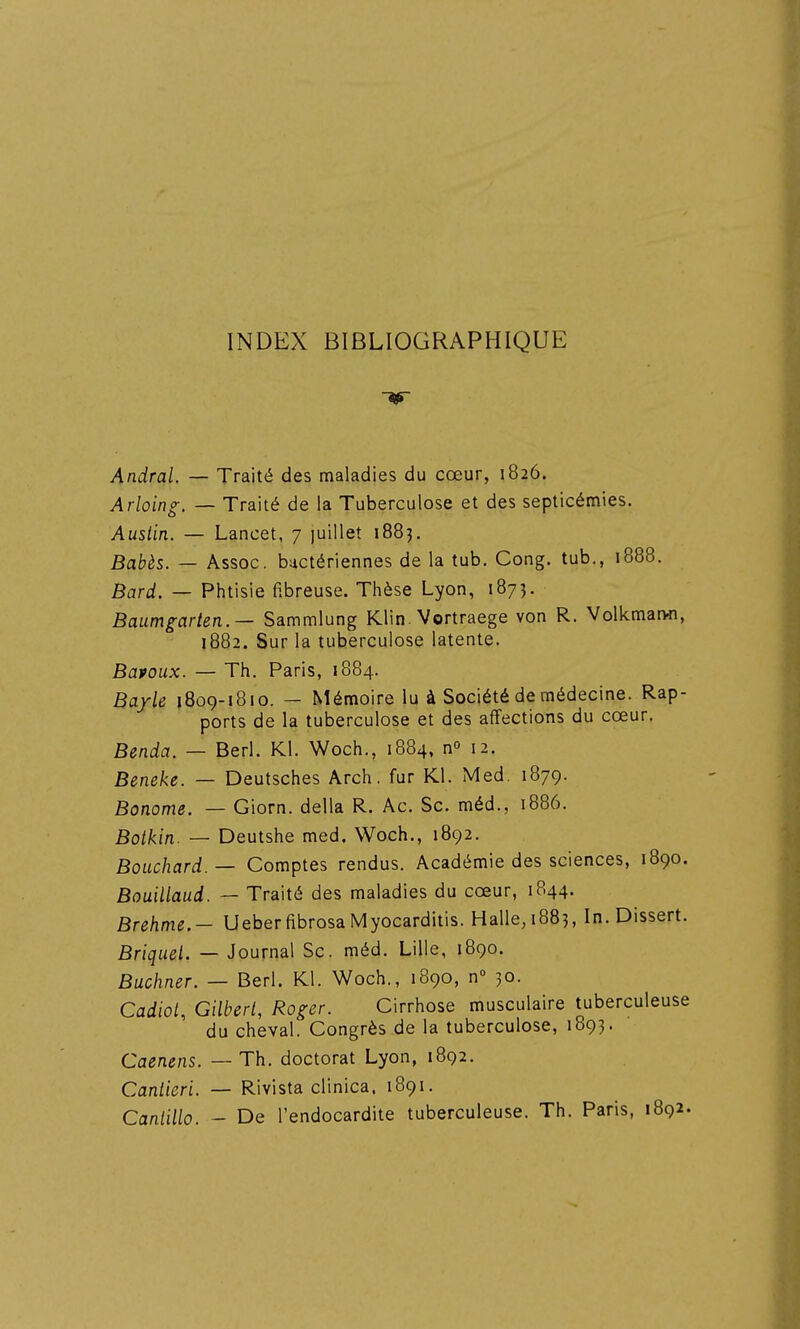 INDEX BIBLIOGRAPHIQUE
Andral. — Traité des maladies du cœur, 1826.
Arloing. — Traité de la Tuberculose et des septicémies.
Austin. — Lancet, 7 juillet 1883.
Babès. — Assoc. bactériennes de la tub. Cong. tub., 1888.
Bard. — Phtisie fibreuse. Thèse Lyon, 1873.
Baumgarten. — Sammlung Klin. Vortraege von R. Volkmann,
1882. Sur la tuberculose latente.
Bavoux. — Th. Paris, 1884.
Bayle 1809-1810. — Mémoire lu à Société de médecine. Rap-
ports de la tuberculose et des affections du cœur.
Benda. — Berl. Kl. Woch., 1884, n° 12.
Beneke. — Deutsches Arch. fur Kl. Med. 1879.
Bonome. — Giorn. della R. Ac. Sc. méd., 1886.
Botkin. — Deutshe med. Woch., 1892.
Bouchard. — Comptes rendus. Académie des sciences, 1890.
Bouillaud. — Traité des maladies du cœur, 1844.
Brehme. — Ueber fibrosa Myocarditis. Halle, 1883, In. Dissert.
Briquet. — Journal Sc. méd. Lille, 1890.
Buchner. — Berl. Kl. Woch., 1890, n° 30.
Cadiot, Gilbert, Roger. Cirrhose musculaire tuberculeuse
du cheval. Congrès de la tuberculose, 1893.
Caenens. — Th. doctorat Lyon, 1892.
Cantieri. — Rivista clinica, 1891.
Cantillo. — De l'endocardite tuberculeuse. Th. Paris, 1892.